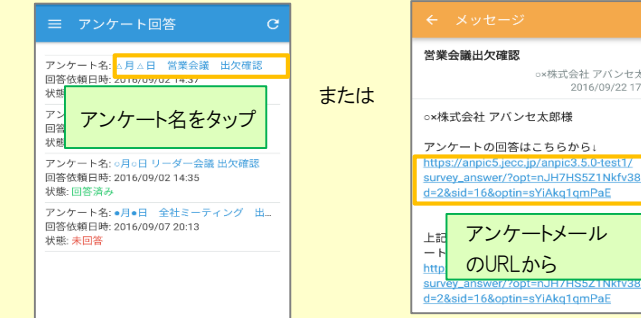 アンケート回答
アンケート名: △月△日 営業会議 出欠確認
回答依頼日時: 2016/09/02 14:37
状態
アン
回答
状態
アンケート名をタップ
アンケート名: ○月○日 リーダー会議 出欠確認
回答依頼日時: 2016/09/02 14:35
状態: 回答済み
アンケート名: ●月●日 全社ミーティング 出...
回答依頼日時: 2016/09/07 20:13
状態: 未回答
または
メッセージ
営業会議出欠確認
○×株式会社 アバンセ太
2016/09/22 17
○×株式会社 アバンセ太郎様
アンケートの回答はこちらから↓
https://anpic5.jecc.jp/anpic3.5.0-test1/
survey_answer/?opt=nJH7HS5Z1Nkfv38
d=2&sid=16&optin=sYiAkq1qmPaE
上記
ート
http
アンケートメール
のURLから
survey_answer/?opt=nJH7HS5Z1Nkfv38
d=2&sid=16&optin=sYiAkq1qmPaE